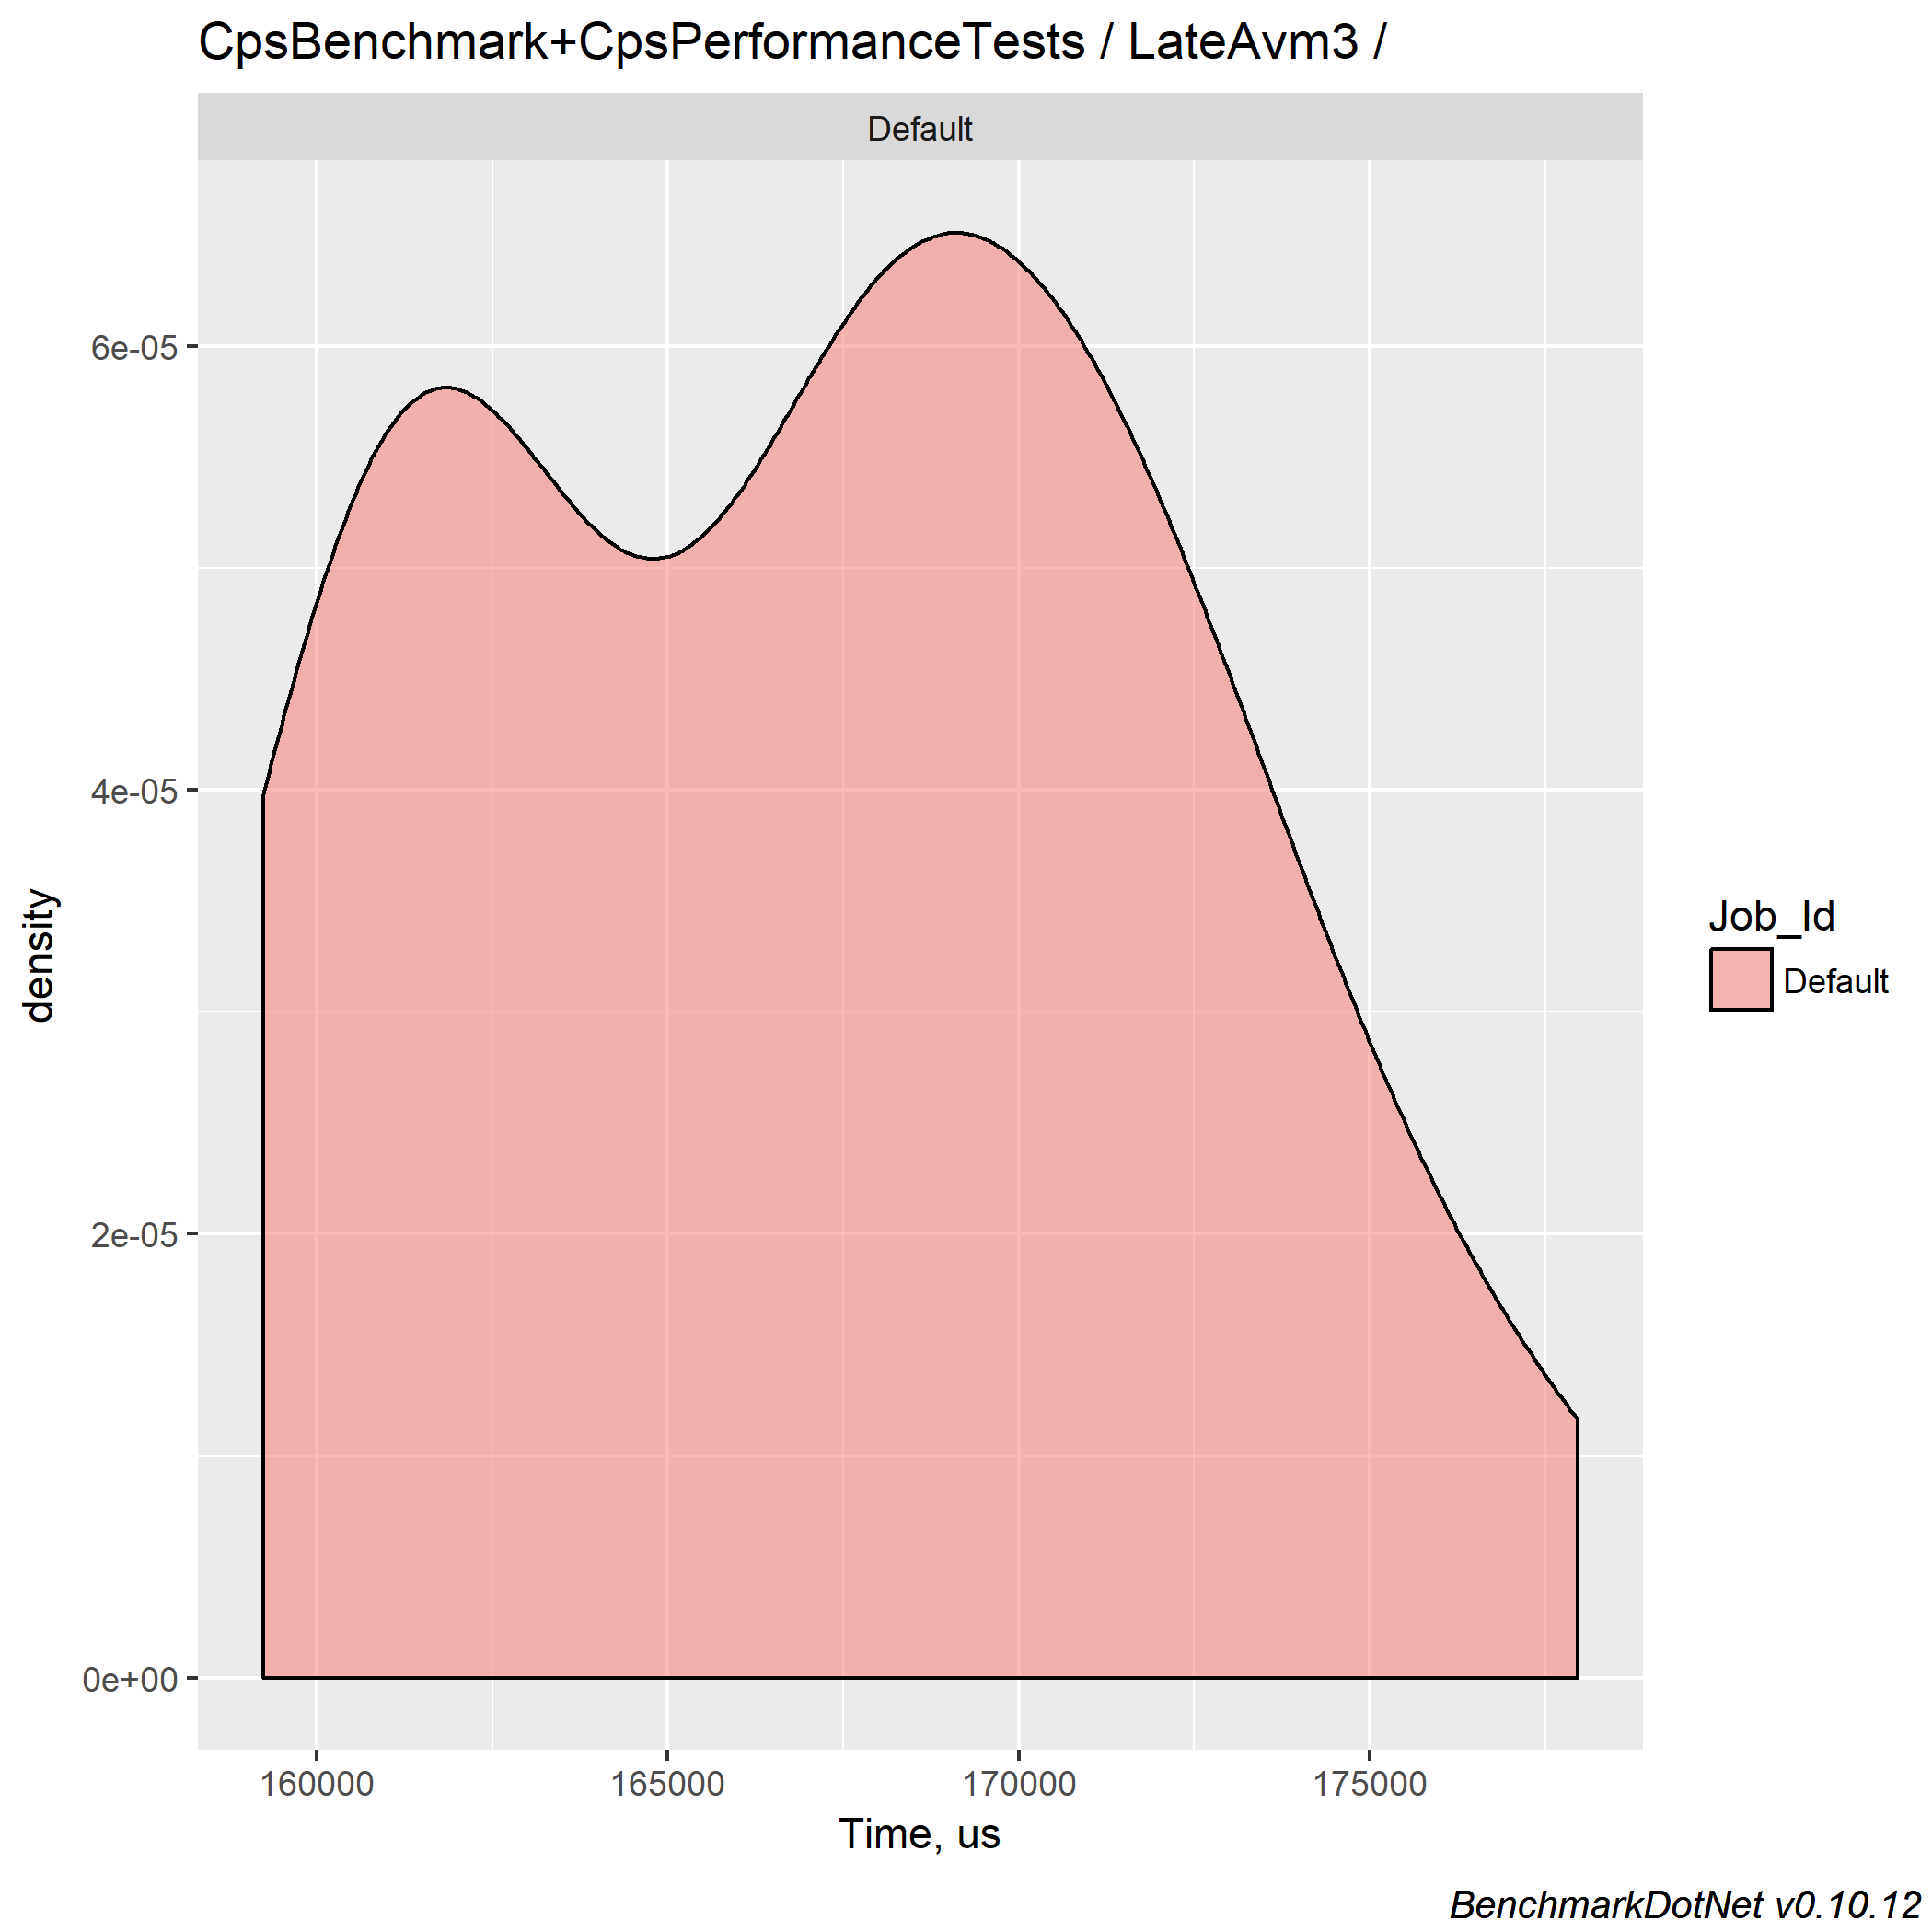 CpsBenchmark+CpsPerformanceTests / LateAvm3 /
Default
6e-05
4e-05
2e-05
0e+00
density
160000 165000 170000 175000
Time, us
Job_Id
Default
BenchmarkDotNet v0.10.12